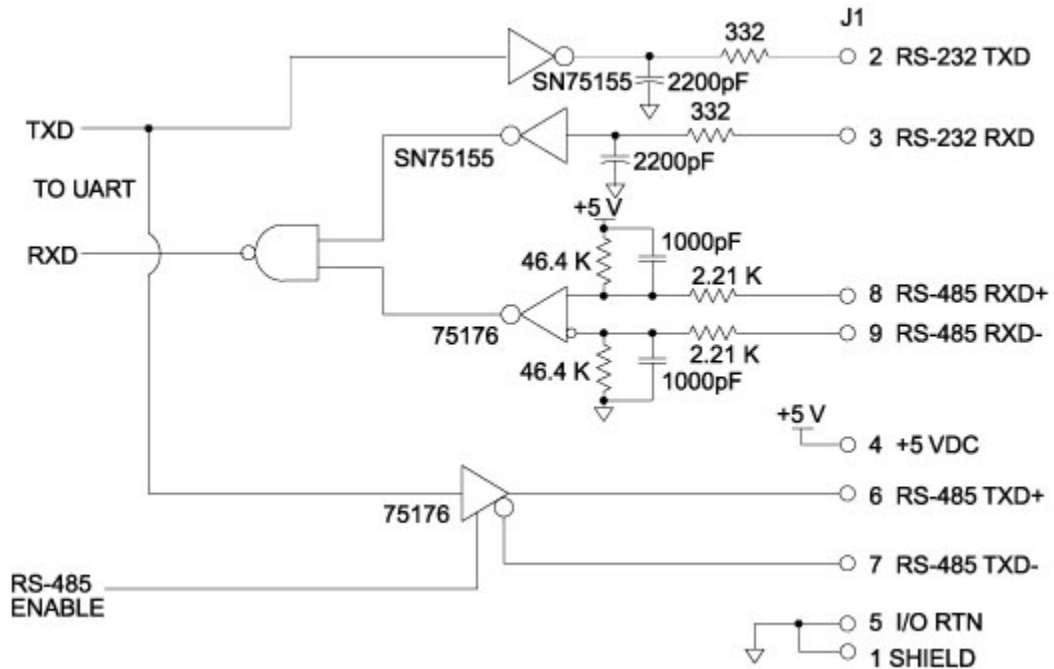 J1
332
2 RS-232 TXD
SN75155
2200pF
TXD
332
3 RS-232 RXD
SN75155
2200pF
TO UART
+5 V
RXD
1000pF
46.4 K
2.21 K
8 RS-485 RXD+
75176
9 RS-485 RXD-
2.21 K
46.4 K
1000pF
+5 V
4 +5 VDC
6 RS-485 TXD+
75176
7 RS-485 TXD-
RS-485
ENABLE
5 I/O RTN
1 SHIELD